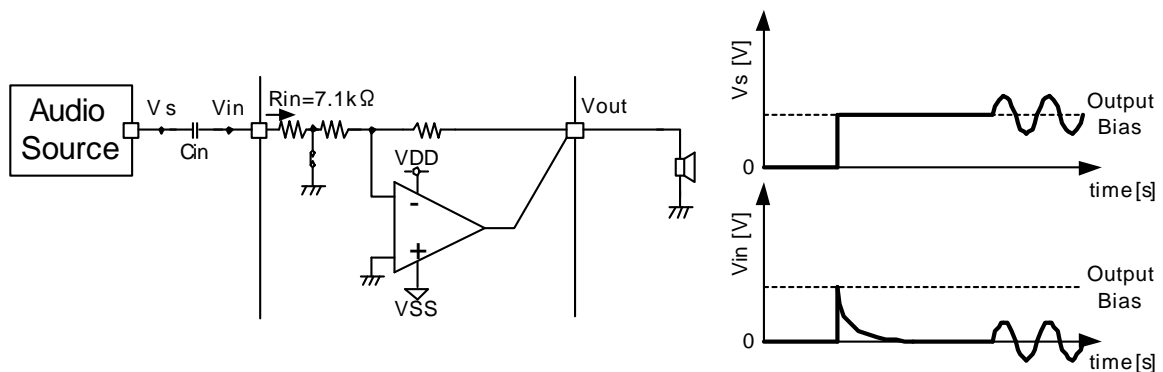 Audio
Source
Vs
Vin
Cin
Rin=7.1kΩ
VDD
-
+
VSS
Vout
Vs [V]
0
Output
Bias
time[s]
Vin [V]
0
Output
Bias
time[s]